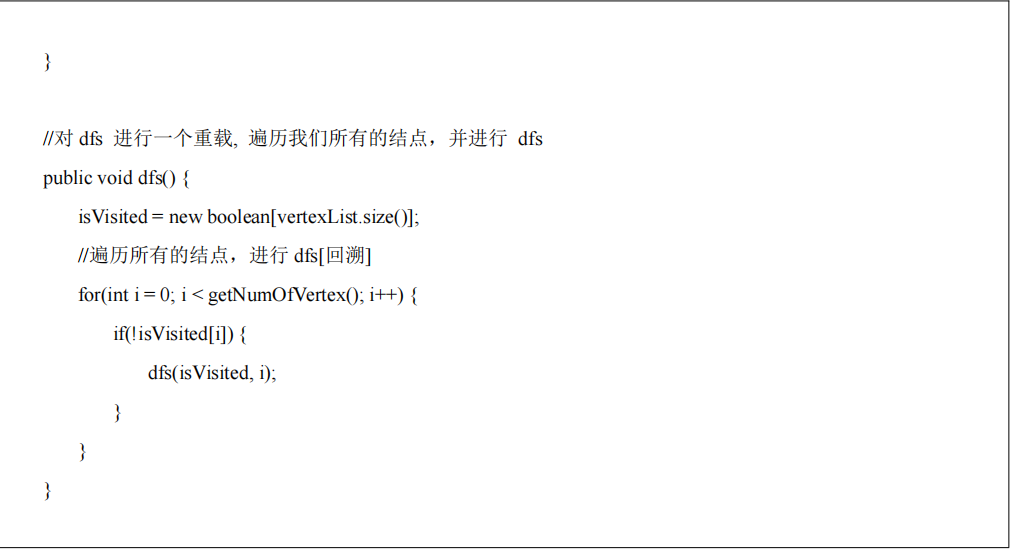 }
//对 dfs 进行一个重载, 遍历我们所有的结点，并进行 dfs
public void dfs() {
isVisited = new boolean[vertexList.size()];
//遍历所有的结点，进行 dfs[回溯]
for(int i = 0; i < getNumOfVertex(); i++) {
if(!isVisited[i]) {
dfs(isVisited, i);
}
}
}